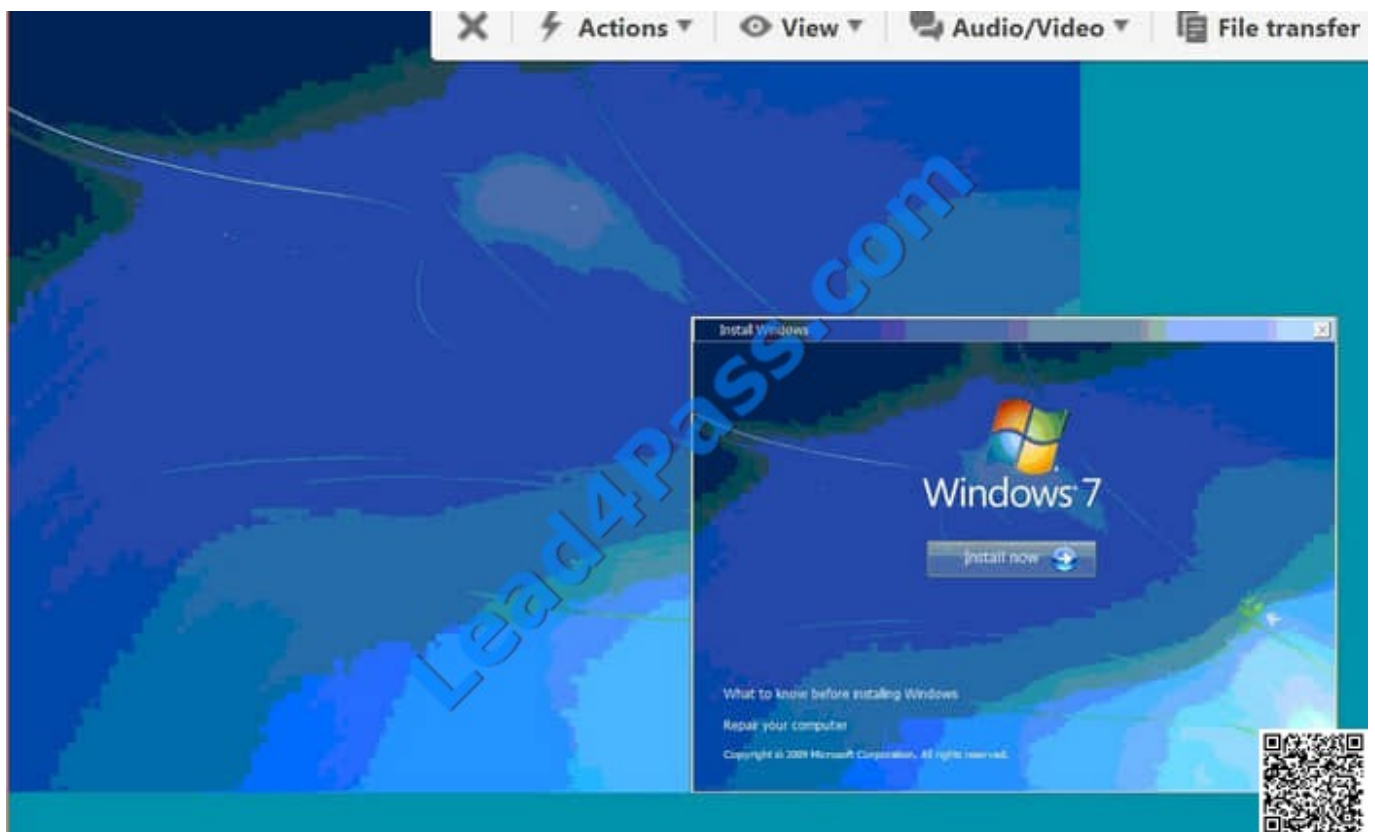 Actions View Audio/Video File transfer
Lead4Pass.com
Install Windows
Windows 7
Install now
What to know before installing Windows
Repair your computer
Copyright © 2009 Microsoft Corporation. All rights reserved.